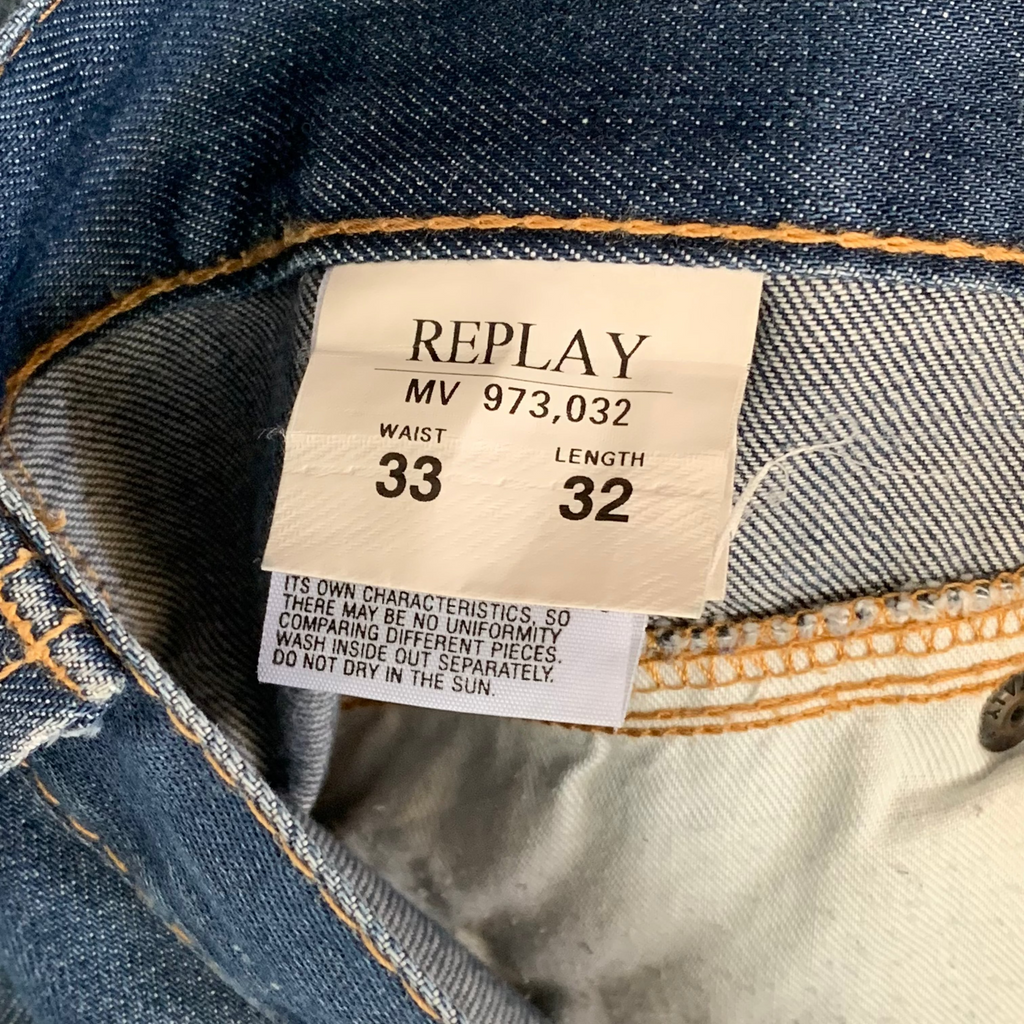 REPLAY
MV 973,032
WAIST
33
LENGTH
32
ITS OWN CHARACTERISTICS, SO
THERE MAY BE NO UNIFORMITY
COMPARING DIFFERENT PIECES.
WASH INSIDE OUT SEPARATELY.
DO NOT DRY IN THE SUN.